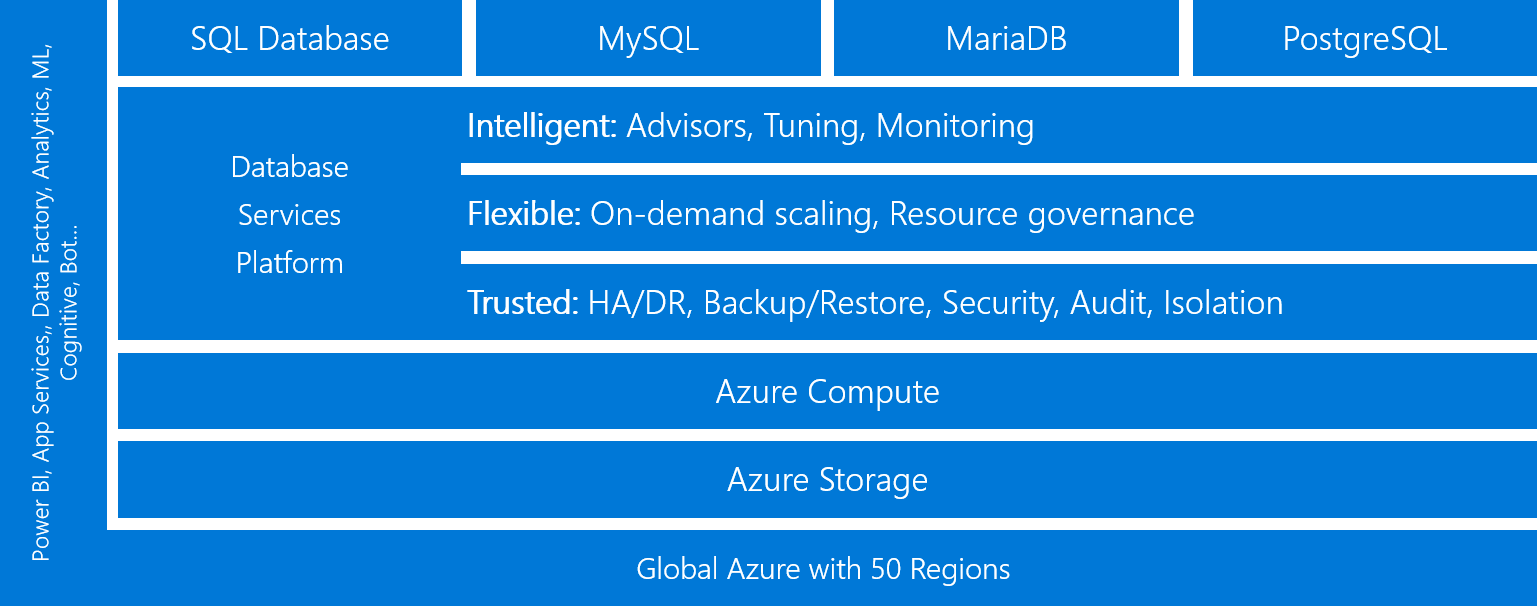 SQL Database
MySQL
MariaDB
PostgreSQL
Power BI, App Services,, Data Factory, Analytics, ML,
Cognitive, Bot...
Database
Services
Platform
Intelligent: Advisors, Tuning, Monitoring
Flexible: On-demand scaling, Resource governance
Trusted: HA/DR, Backup/Restore, Security, Audit, Isolation
Azure Compute
Azure Storage
Global Azure with 50 Regions